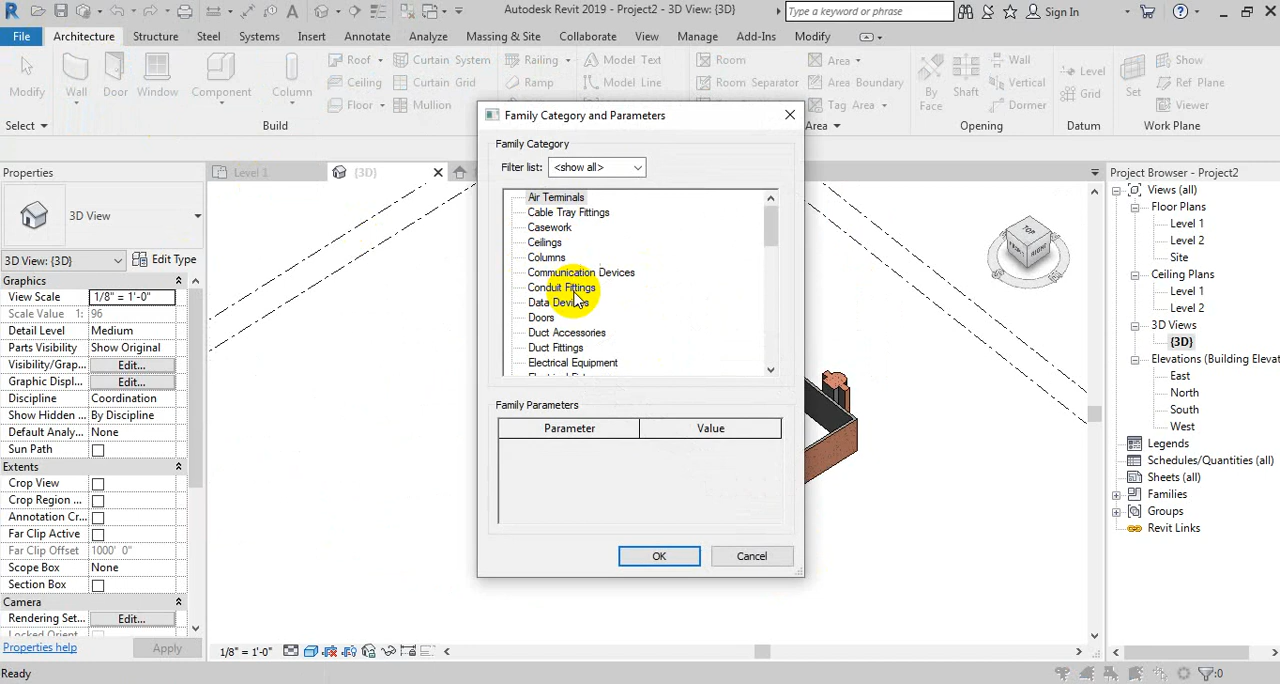 Autodesk Revit 2019 - Project2 - 3D View: {3D}
Type a keyword or phrase
Sign In
File Architecture Structure Steel Systems Insert Annotate Analyze Massing & Site Collaborate View Manage Add-Ins Modify
Modify Wall Door Window Component Column
Roof Curtain System Railing Model Text Room Area
Ceiling Curtain Grid Ramp Model Line Room Separator Area Boundary
Floor Mullion Tag Area
By Face Shaft Wall Vertical Dormer
Level Grid
Set Show Ref Plane Viewer
Select Build Area Opening Datum Work Plane
Level 1
{3D}
Properties
3D View
3D View: {3D} Edit Type
Graphics
View Scale 1/8" = 1'-0"
Scale Value 1: 96
Detail Level Medium
Parts Visibility Show Original
Visibility/Grap... Edit...
Graphic Displ... Edit...
Discipline Coordination
Show Hidden ... By Discipline
Default Analy... None
Sun Path
Extents
Crop View
Crop Region ...
Annotation Cr...
Far Clip Active
Far Clip Offset 1000' 0"
Scope Box None
Section Box
Camera
Rendering Set... Edit...
Properties help Apply
Family Category and Parameters
Family Category
Filter list: <show all>
Air Terminals
Cable Tray Fittings
Casework
Ceilings
Columns
Communication Devices
Conduit Fittings
Data Devices
Doors
Duct Accessories
Duct Fittings
Electrical Equipment
Family Parameters
Parameter Value
OK Cancel
TOP
RIGHT
Project Browser - Project2
Views (all)
Floor Plans
Level 1
Level 2
Site
Ceiling Plans
Level 1
Level 2
3D Views
{3D}
Elevations (Building Elevat
East
North
South
West
Legends
Schedules/Quantities (all)
Sheets (all)
Families
Groups
Revit Links
1/8" = 1'-0"
Ready
:0